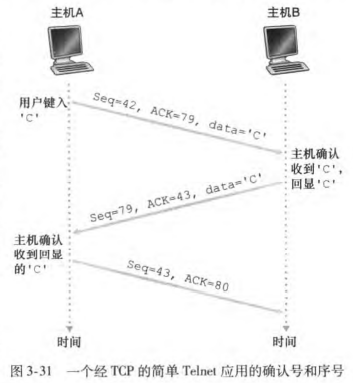 主机A 主机B
用户键入
'C'
Seq=42, ACK=79, data='C'
主机确认
收到'C',
回显'C'
Seq=79, ACK=43, data='C'
主机确认
收到回显
的'C'
Seq=43, ACK=80
时间 时间
图 3-31 一个经 TCP 的简单 Telnet 应用的确认号和序号